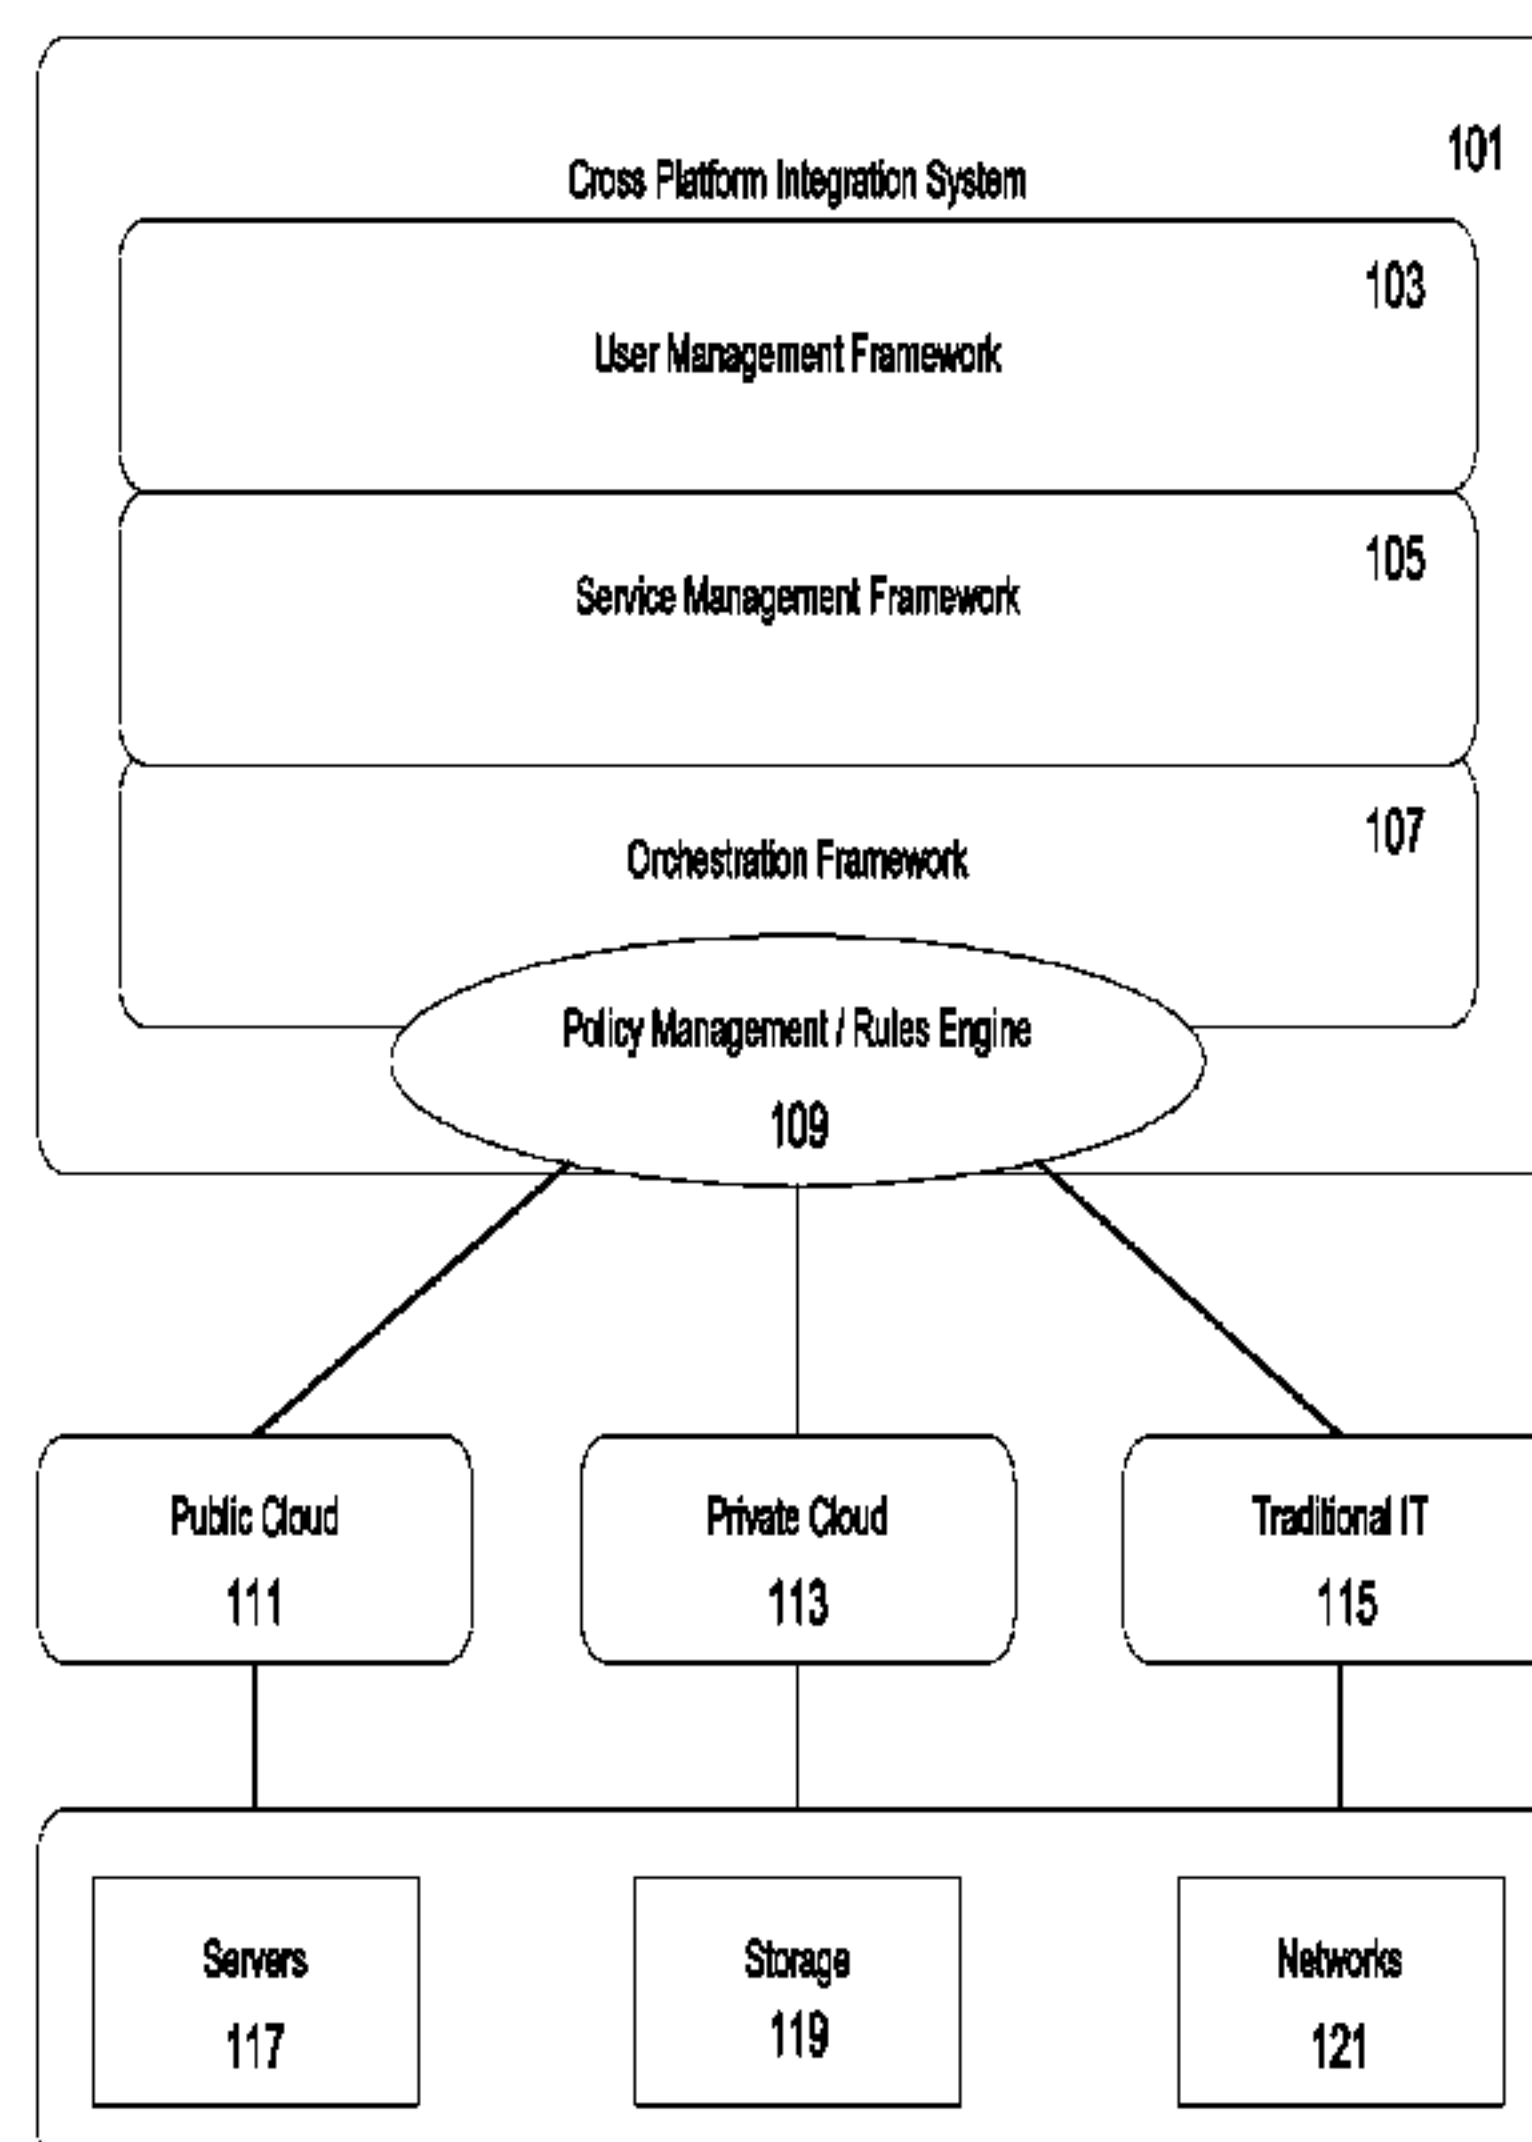 101
Cross Platform Integration System
103
User Management Framework
105
Service Management Framework
107
Orchestration Framework
Policy Management / Rules Engine
109
Public Cloud
111
Private Cloud
113
Traditional IT
115
Servers
117
Storage
119
Networks
121